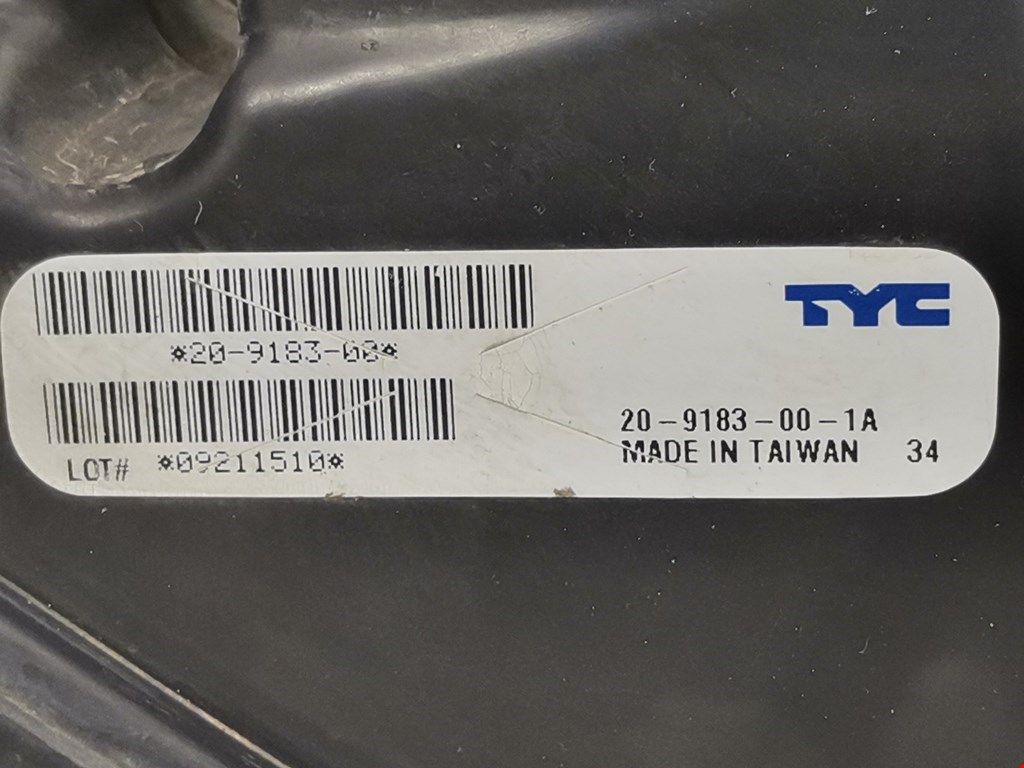 TYC
*20-9183-00*
20-9183-00-1A
LOT# *09211510*
MADE IN TAIWAN 34